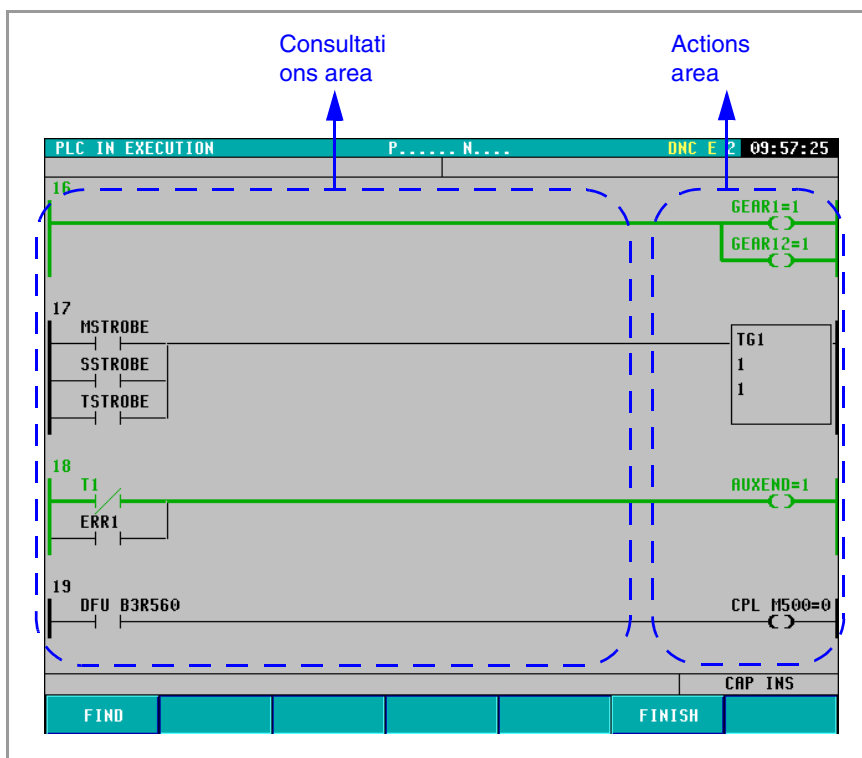 Consultati
ons area
Actions
area
PLC IN EXECUTION P...... N.... DNC E 2 09:57:25
16
GEAR1=1
GEAR12=1
17
MSTROBE
TG1
SSTROBE
1
TSTROBE
1
18
T1
AUXEND=1
ERR1
19
DFU B3R560
CPL M500=0
CAP INS
FIND FINISH